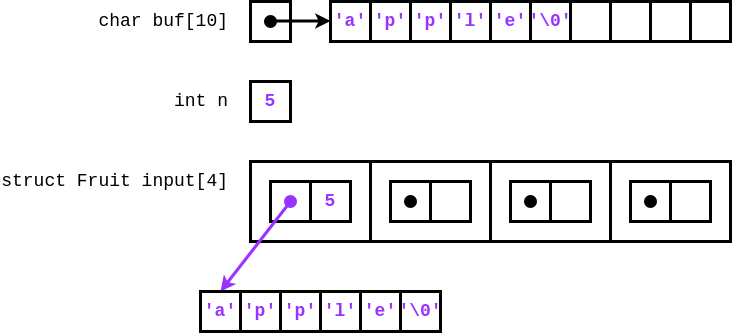 char buf[10] 'a' 'p' 'p' 'l' 'e' '\0'
int n 5
struct Fruit input[4] 5
'a' 'p' 'p' 'l' 'e' '\0'